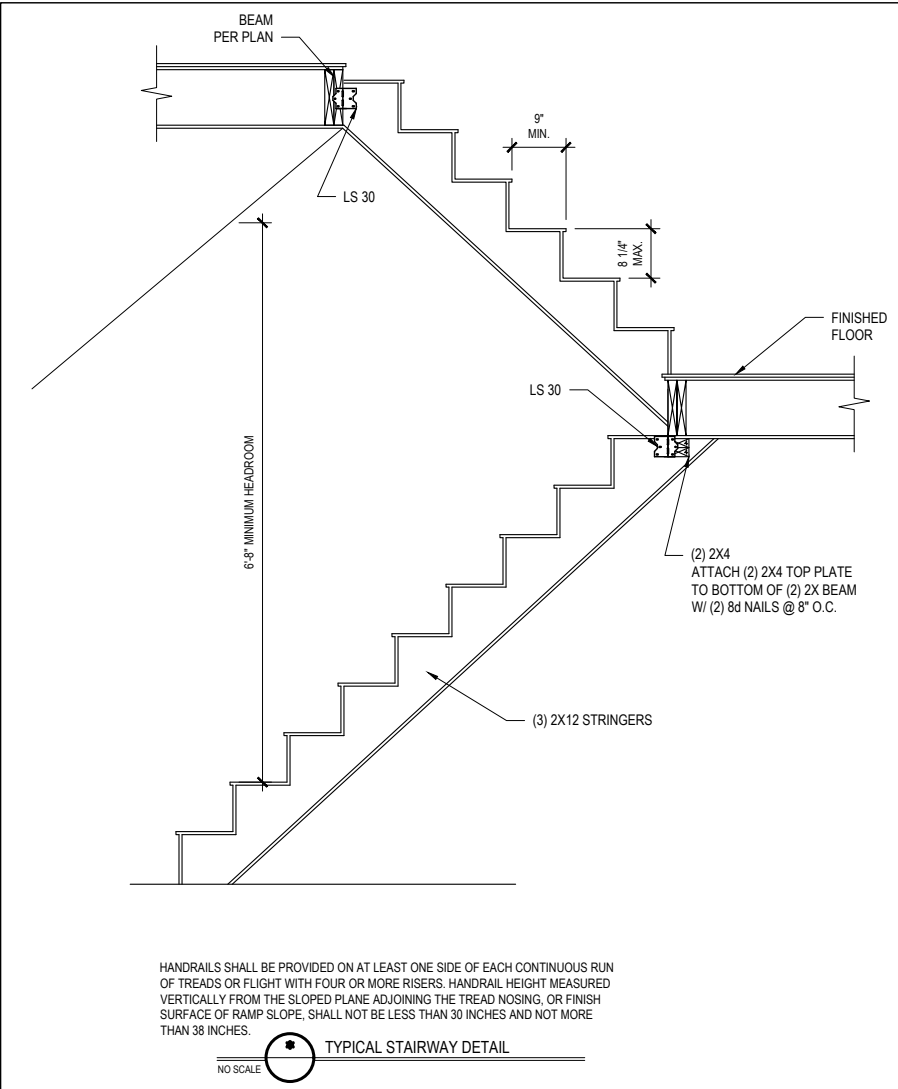 BEAM
PER PLAN
9"
MIN.
LS 30
8 1/4"
MAX.
FINISHED
FLOOR
LS 30
6'-8" MINIMUM HEADROOM
(2) 2X4
ATTACH (2) 2X4 TOP PLATE
TO BOTTOM OF (2) 2X BEAM
W/ (2) 8d NAILS @ 8" O.C.
(3) 2X12 STRINGERS
HANDRAILS SHALL BE PROVIDED ON AT LEAST ONE SIDE OF EACH CONTINUOUS RUN
OF TREADS OR FLIGHT WITH FOUR OR MORE RISERS. HANDRAIL HEIGHT MEASURED
VERTICALLY FROM THE SLOPED PLANE ADJOINING THE TREAD NOSING, OR FINISH
SURFACE OF RAMP SLOPE, SHALL NOT BE LESS THAN 30 INCHES AND NOT MORE
THAN 38 INCHES.
TYPICAL STAIRWAY DETAIL
NO SCALE